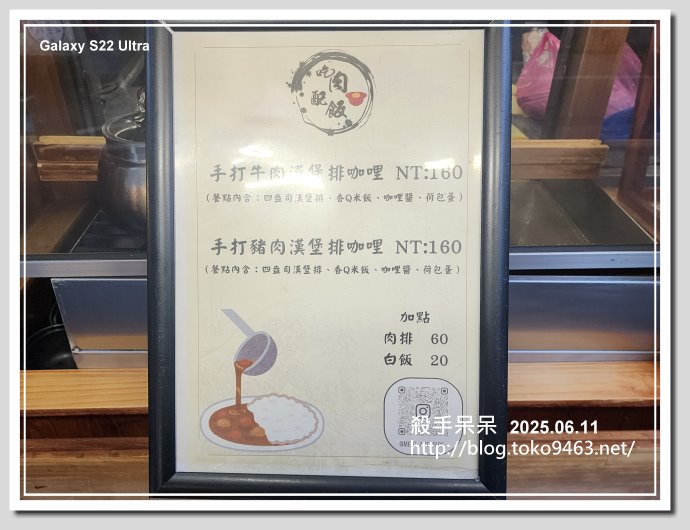 Galaxy S22 Ultra
吃肉配飯
手打牛肉漢堡排咖哩 NT:160
(餐點內含：四盎司漢堡排、香Q米飯、咖哩醬、荷包蛋)
手打豬肉漢堡排咖哩 NT:160
(餐點內含：四盎司漢堡排、香Q米飯、咖哩醬、荷包蛋)
加點
肉排 60
白飯 20
殺手呆呆 2025.06.11
http://blog.toko9463.net/